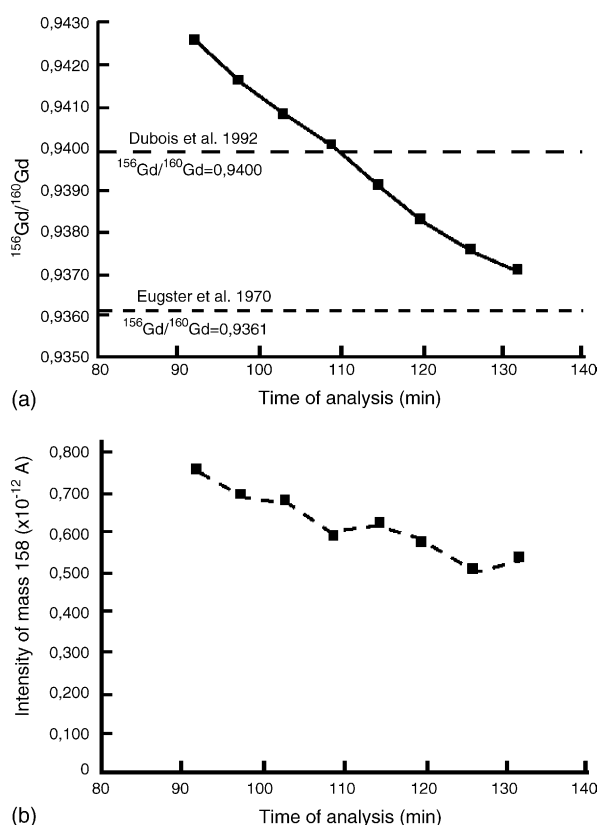 0,9430
0,9420
0,9410
0,9400
0,9390
0,9380
0,9370
0,9360
0,9350
156Gd/160Gd
Dubois et al. 1992
156Gd/160Gd=0,9400
Eugster et al. 1970
156Gd/160Gd=0,9361
80 90 100 110 120 130 140
(a) Time of analysis (min)
0,800
0,700
0,600
0,500
0,400
0,300
0,200
0,100
0
Intensity of mass 158 (x10-12 A)
80 90 100 110 120 130 140
(b) Time of analysis (min)